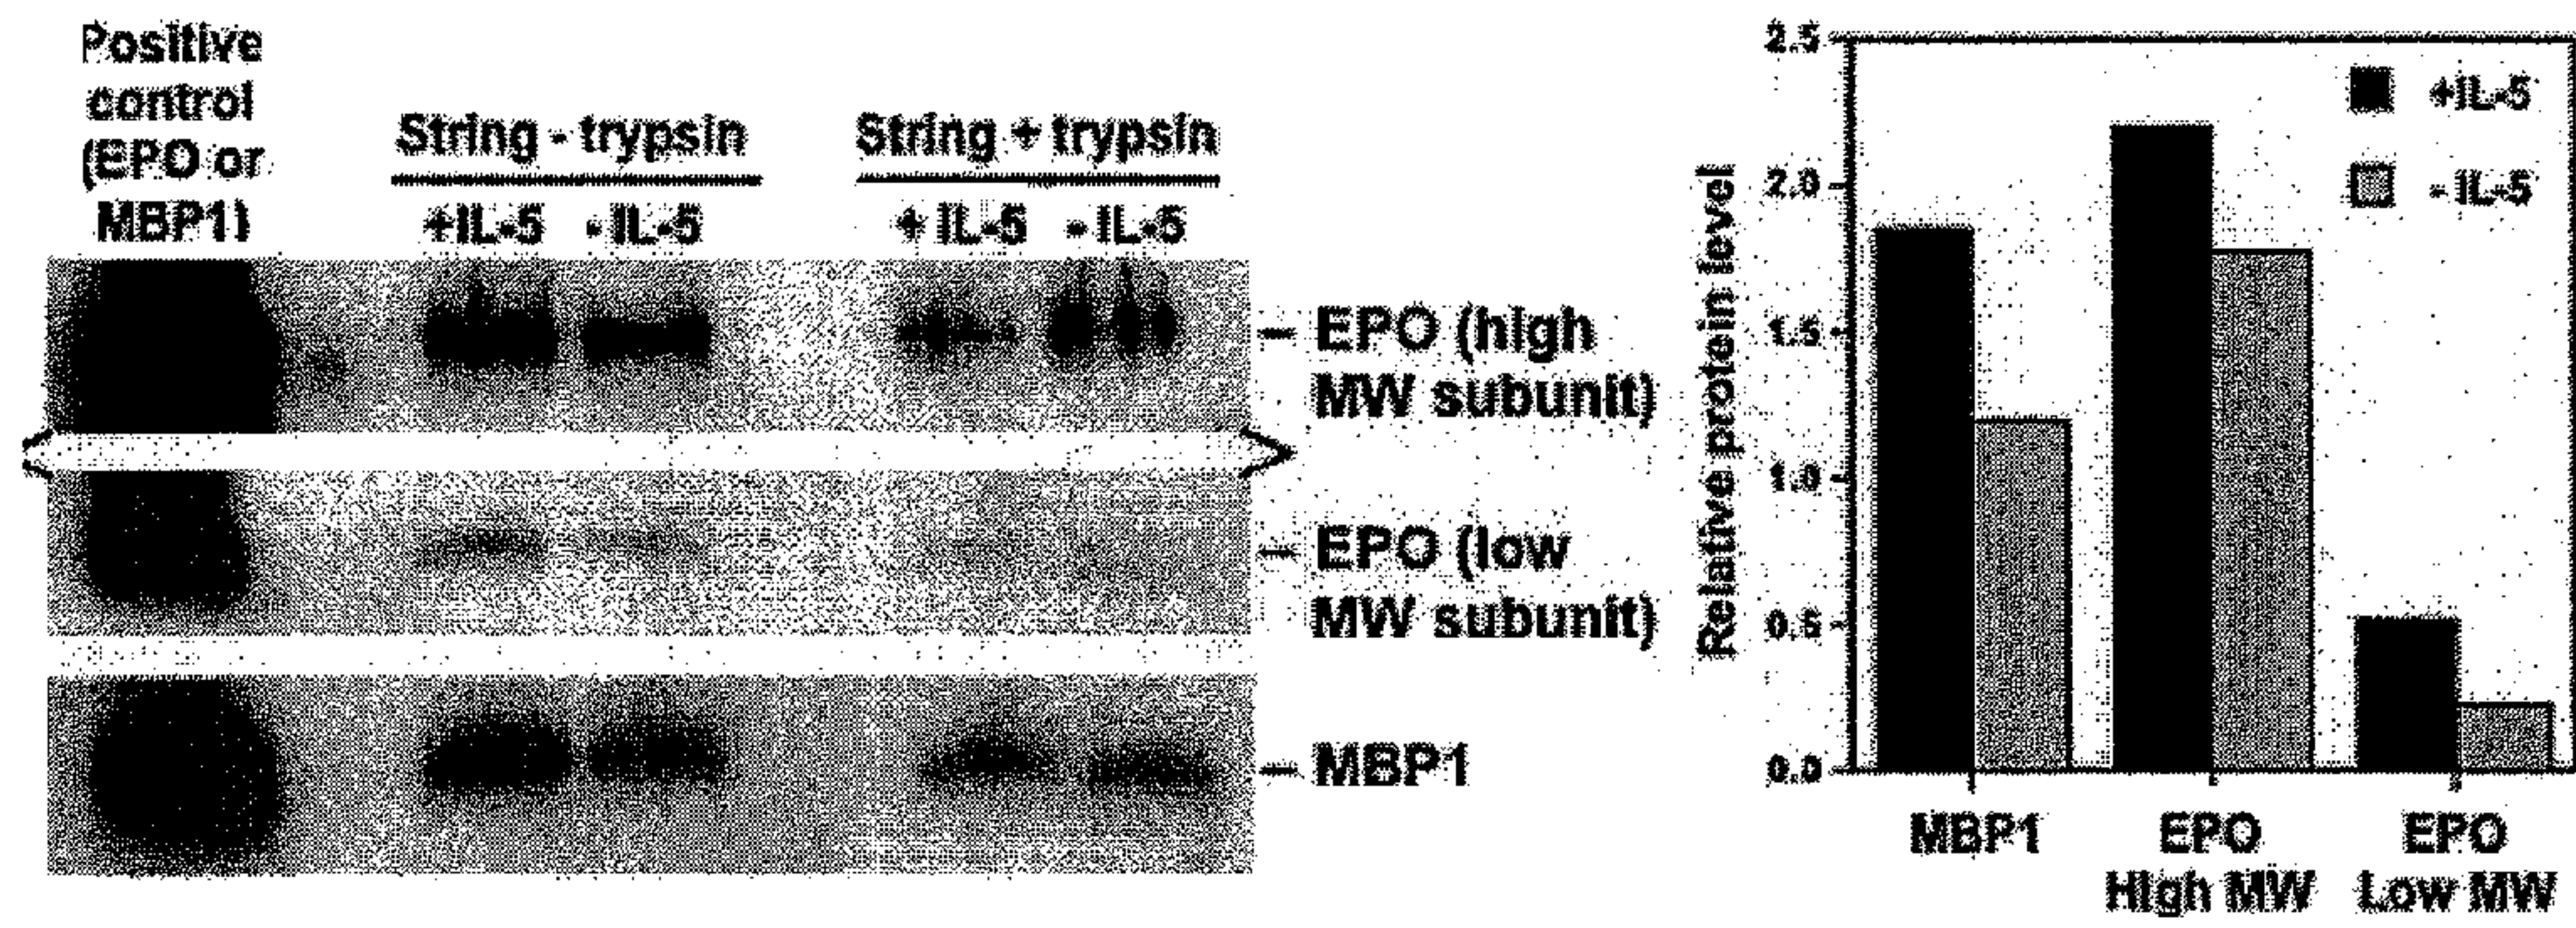 Positive
control
(EPO or
MBP1)
String - trypsin
String + trypsin
+IL-5 - IL-5
+ IL-5 - IL-5
- EPO (high
MW subunit)
- EPO (low
MW subunit)
- MBP1
Relative protein level
2.5
2.0
1.5
1.0
0.5
0.0
+IL-5
- IL-5
MBP1
EPO
High MW
EPO
Low MW